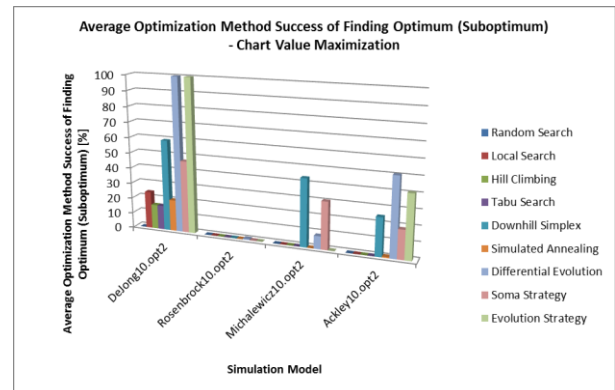 Average Optimization Method Success of Finding Optimum (Suboptimum)
- Chart Value Maximization
Average Optimization Method Success of Finding
Optimum (Suboptimum) [%]
100
90
80
70
60
50
40
30
20
10
0
DeJong10.opt2
Rosenbrock10.opt2
Michalewicz10.opt2
Ackley10.opt2
Simulation Model
Random Search
Local Search
Hill Climbing
Tabu Search
Downhill Simplex
Simulated Annealing
Differential Evolution
Soma Strategy
Evolution Strategy